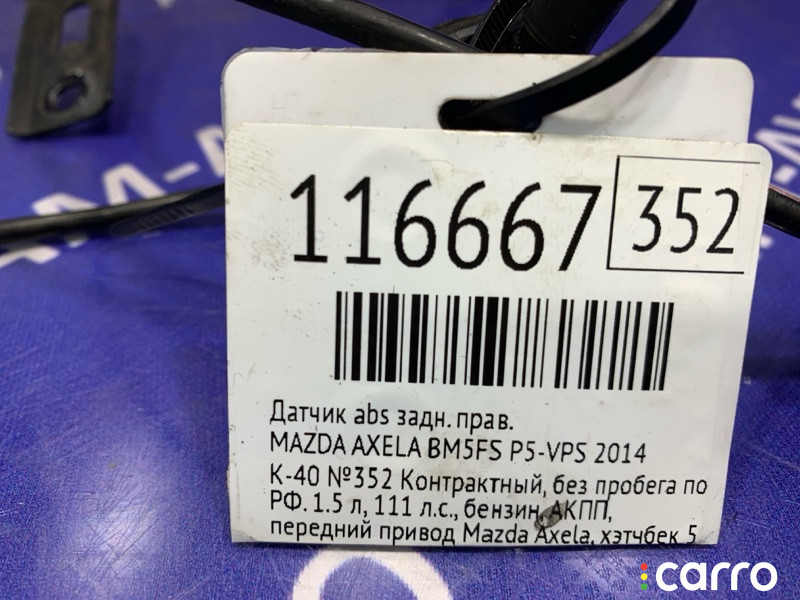 116667 352
Датчик abs задн. прав.
MAZDA AXELA BM5FS P5-VPS 2014
К-40 №352 Контрактный, без пробега по
РФ. 1.5 л, 111 л.с., бензин, АКПП,
передний привод Mazda Axela, хэтчбек 5
carro